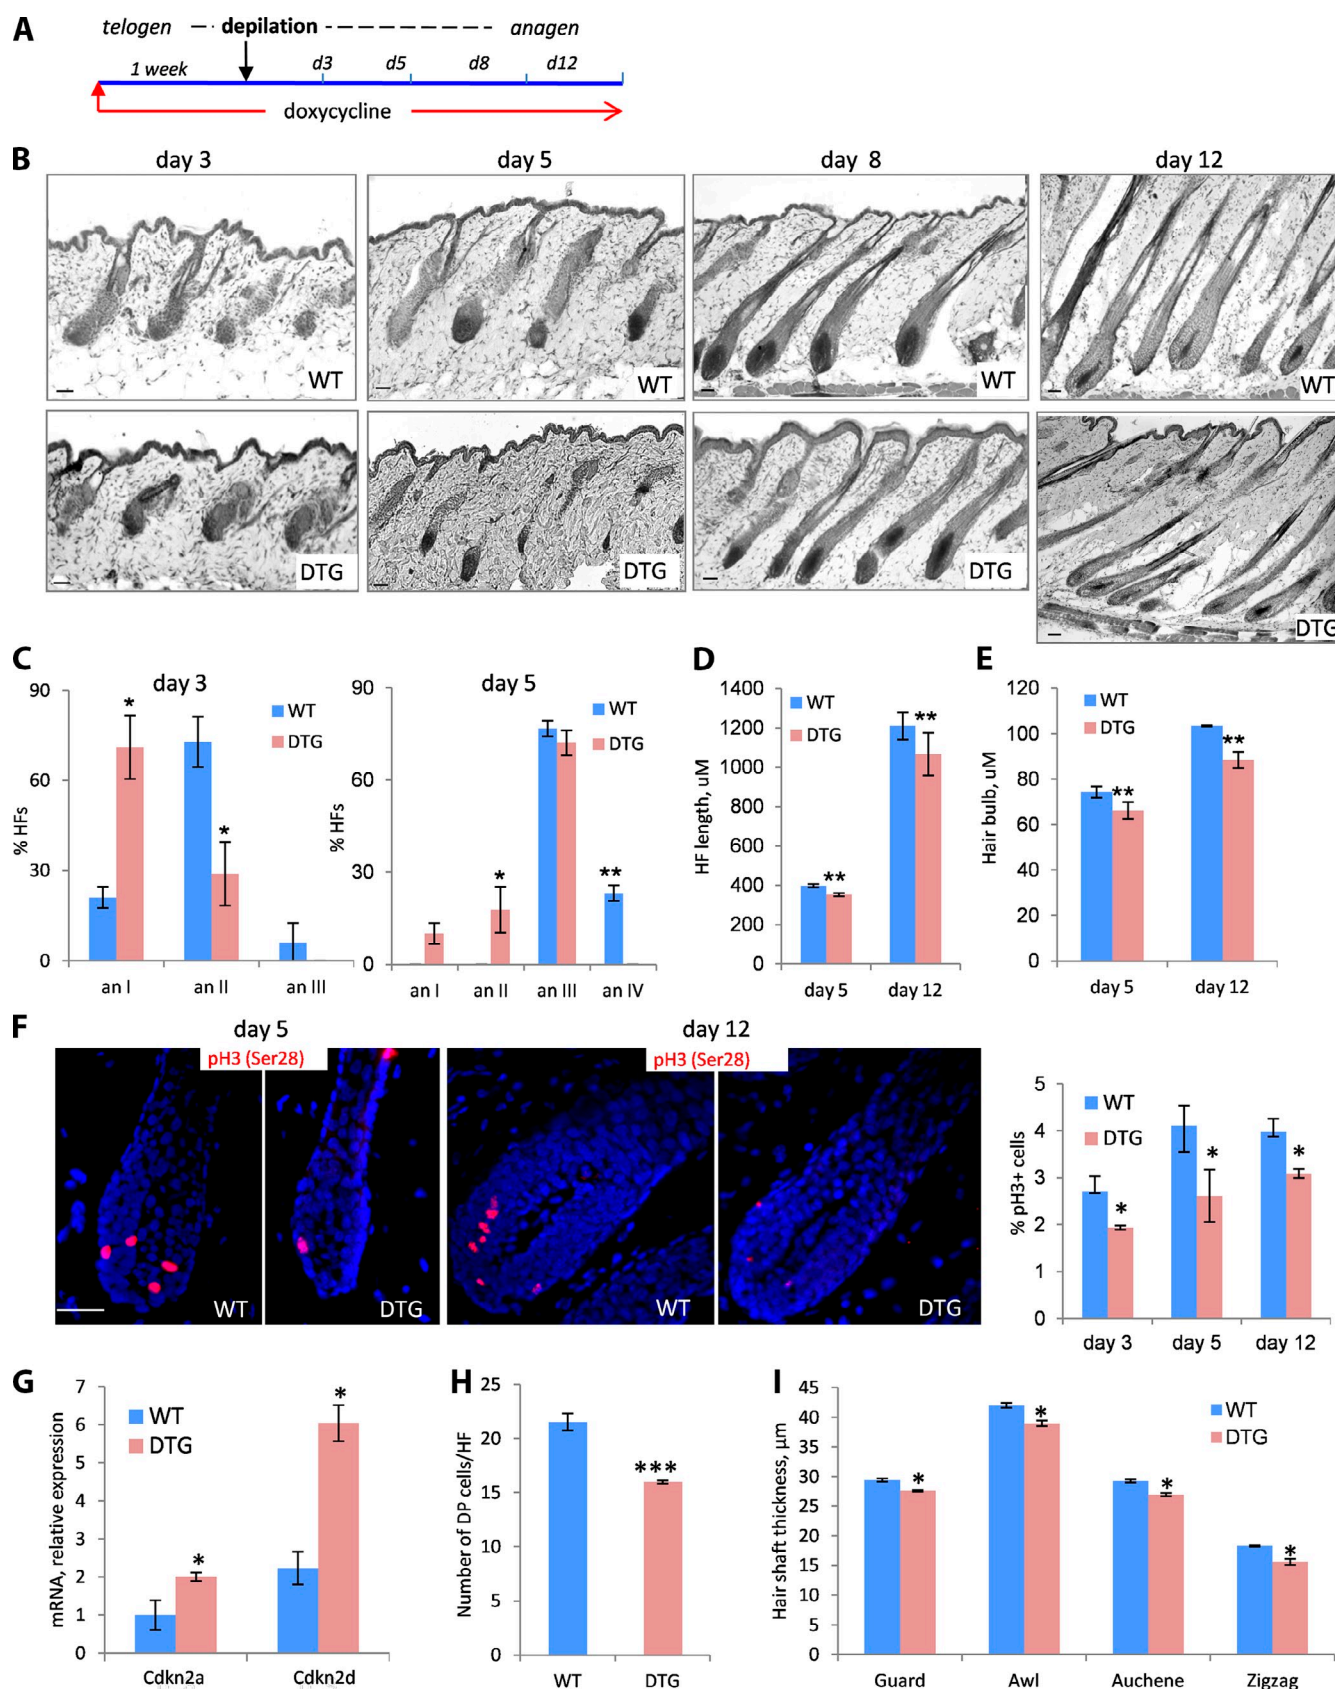 A
telogen depilation anagen
1 week d3 d5 d8 d12
doxycycline
B
day 3 day 5 day 8 day 12
WT WT WT WT
DTG DTG DTG DTG
C
day 3
% HFs
90
60
30
0
* *
WT
DTG
an I an II an III
day 5
% HFs
90
60
30
0
* **
WT
DTG
an I an II an III an IV
D
HF length, uM
1400
1200
1000
800
600
400
200
0
WT
DTG
** **
day 5 day 12
E
Hair bulb, uM
120
100
80
60
40
20
0
WT
DTG
** **
day 5 day 12
F
day 5 day 12
pH3 (Ser28) pH3 (Ser28)
WT DTG WT DTG
% pH3+ cells
5
4
3
2
1
0
WT
DTG
* * *
day 3 day 5 day 12
G
mRNA, relative expression
7
6
5
4
3
2
1
0
WT
DTG
* *
Cdkn2a Cdkn2d
H
Number of DP cells/HF
25
20
15
10
5
0
***
WT DTG
I
Hair shaft thickness, µm
45
40
35
30
25
20
15
10
5
0
WT
DTG
* * * *
Guard Awl Auchene Zigzag